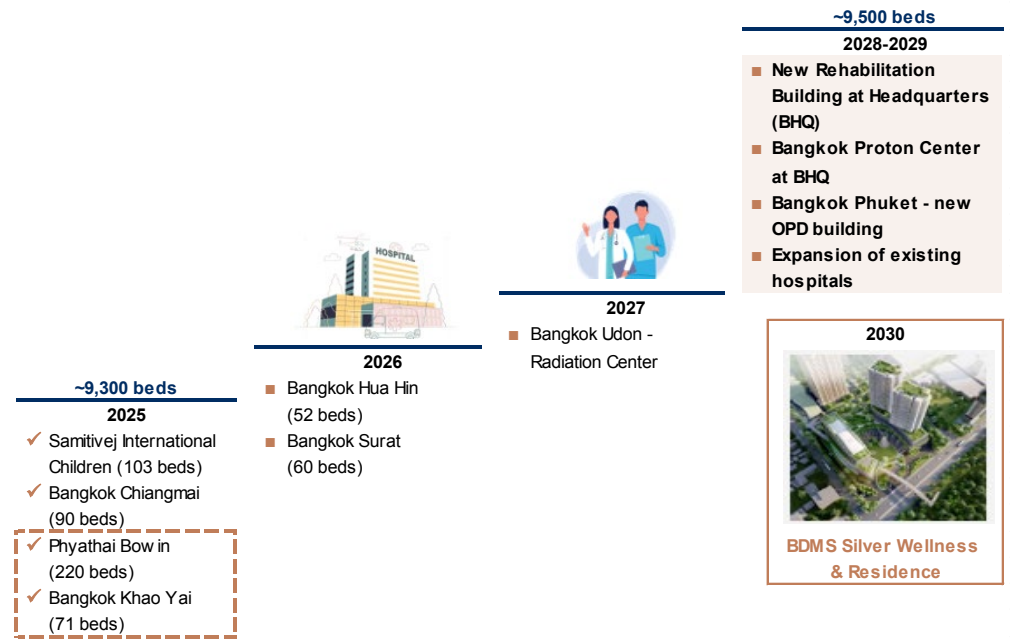 ~9,300 beds
2025
Samitivej International
Children (103 beds)
Bangkok Chiangmai
(90 beds)
Phyathai Bowin
(220 beds)
Bangkok Khao Yai
(71 beds)
HOSPITAL
2026
Bangkok Hua Hin
(52 beds)
Bangkok Surat
(60 beds)
2027
Bangkok Udon -
Radiation Center
~9,500 beds
2028-2029
New Rehabilitation
Building at Headquarters
(BHQ)
Bangkok Proton Center
at BHQ
Bangkok Phuket - new
OPD building
Expansion of existing
hospitals
2030
BDMS Silver Wellness
& Residence